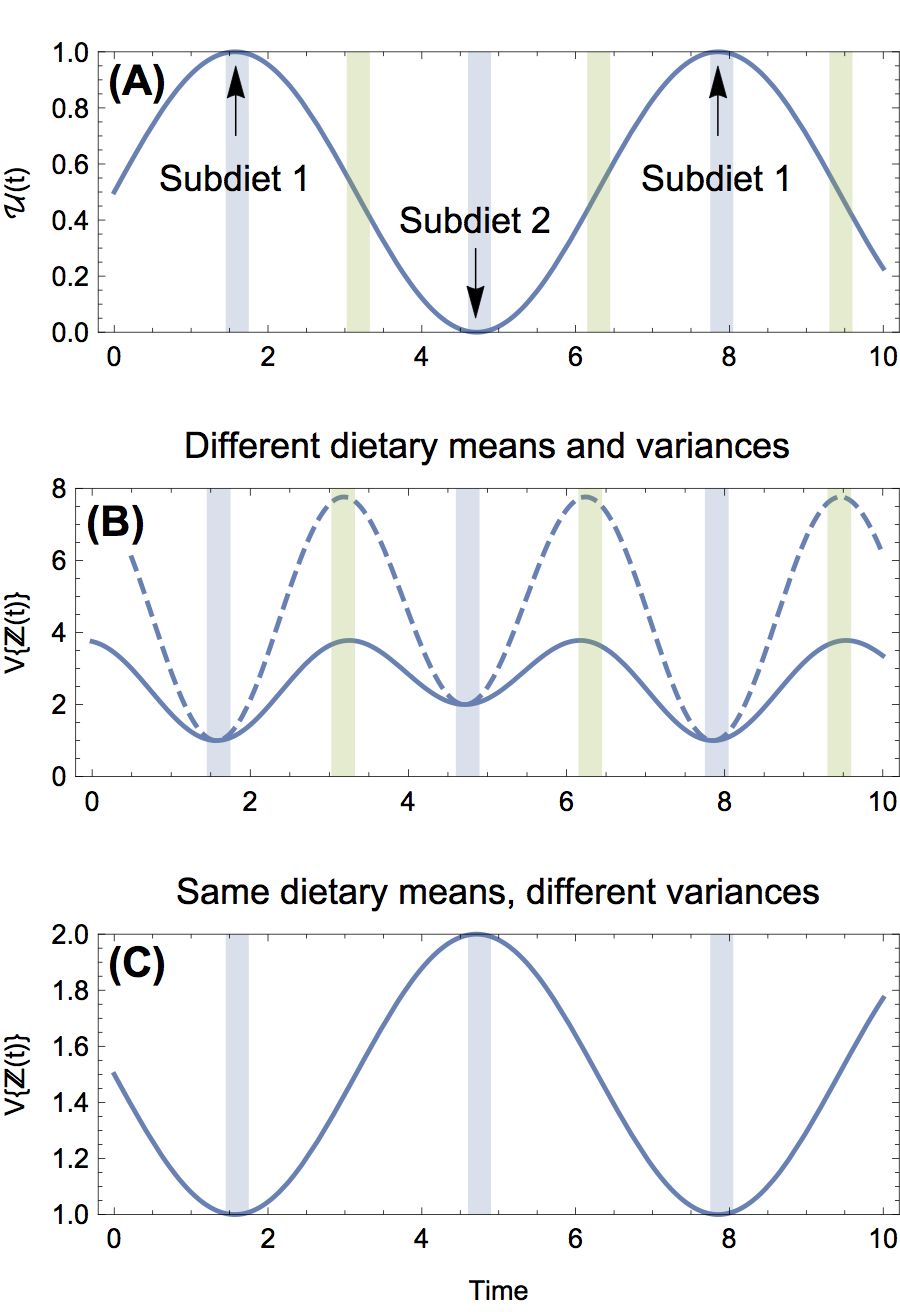 (A)
1.0
0.8
0.6
0.4
0.2
0.0
𝒰(t)
Subdiet 1
Subdiet 1
Subdiet 2
0 2 4 6 8 10
Different dietary means and variances
(B)
8
6
4
2
0
V{ℤ(t)}
0 2 4 6 8 10
Same dietary means, different variances
(C)
2.0
1.8
1.6
1.4
1.2
1.0
V{ℤ(t)}
0 2 4 6 8 10
Time